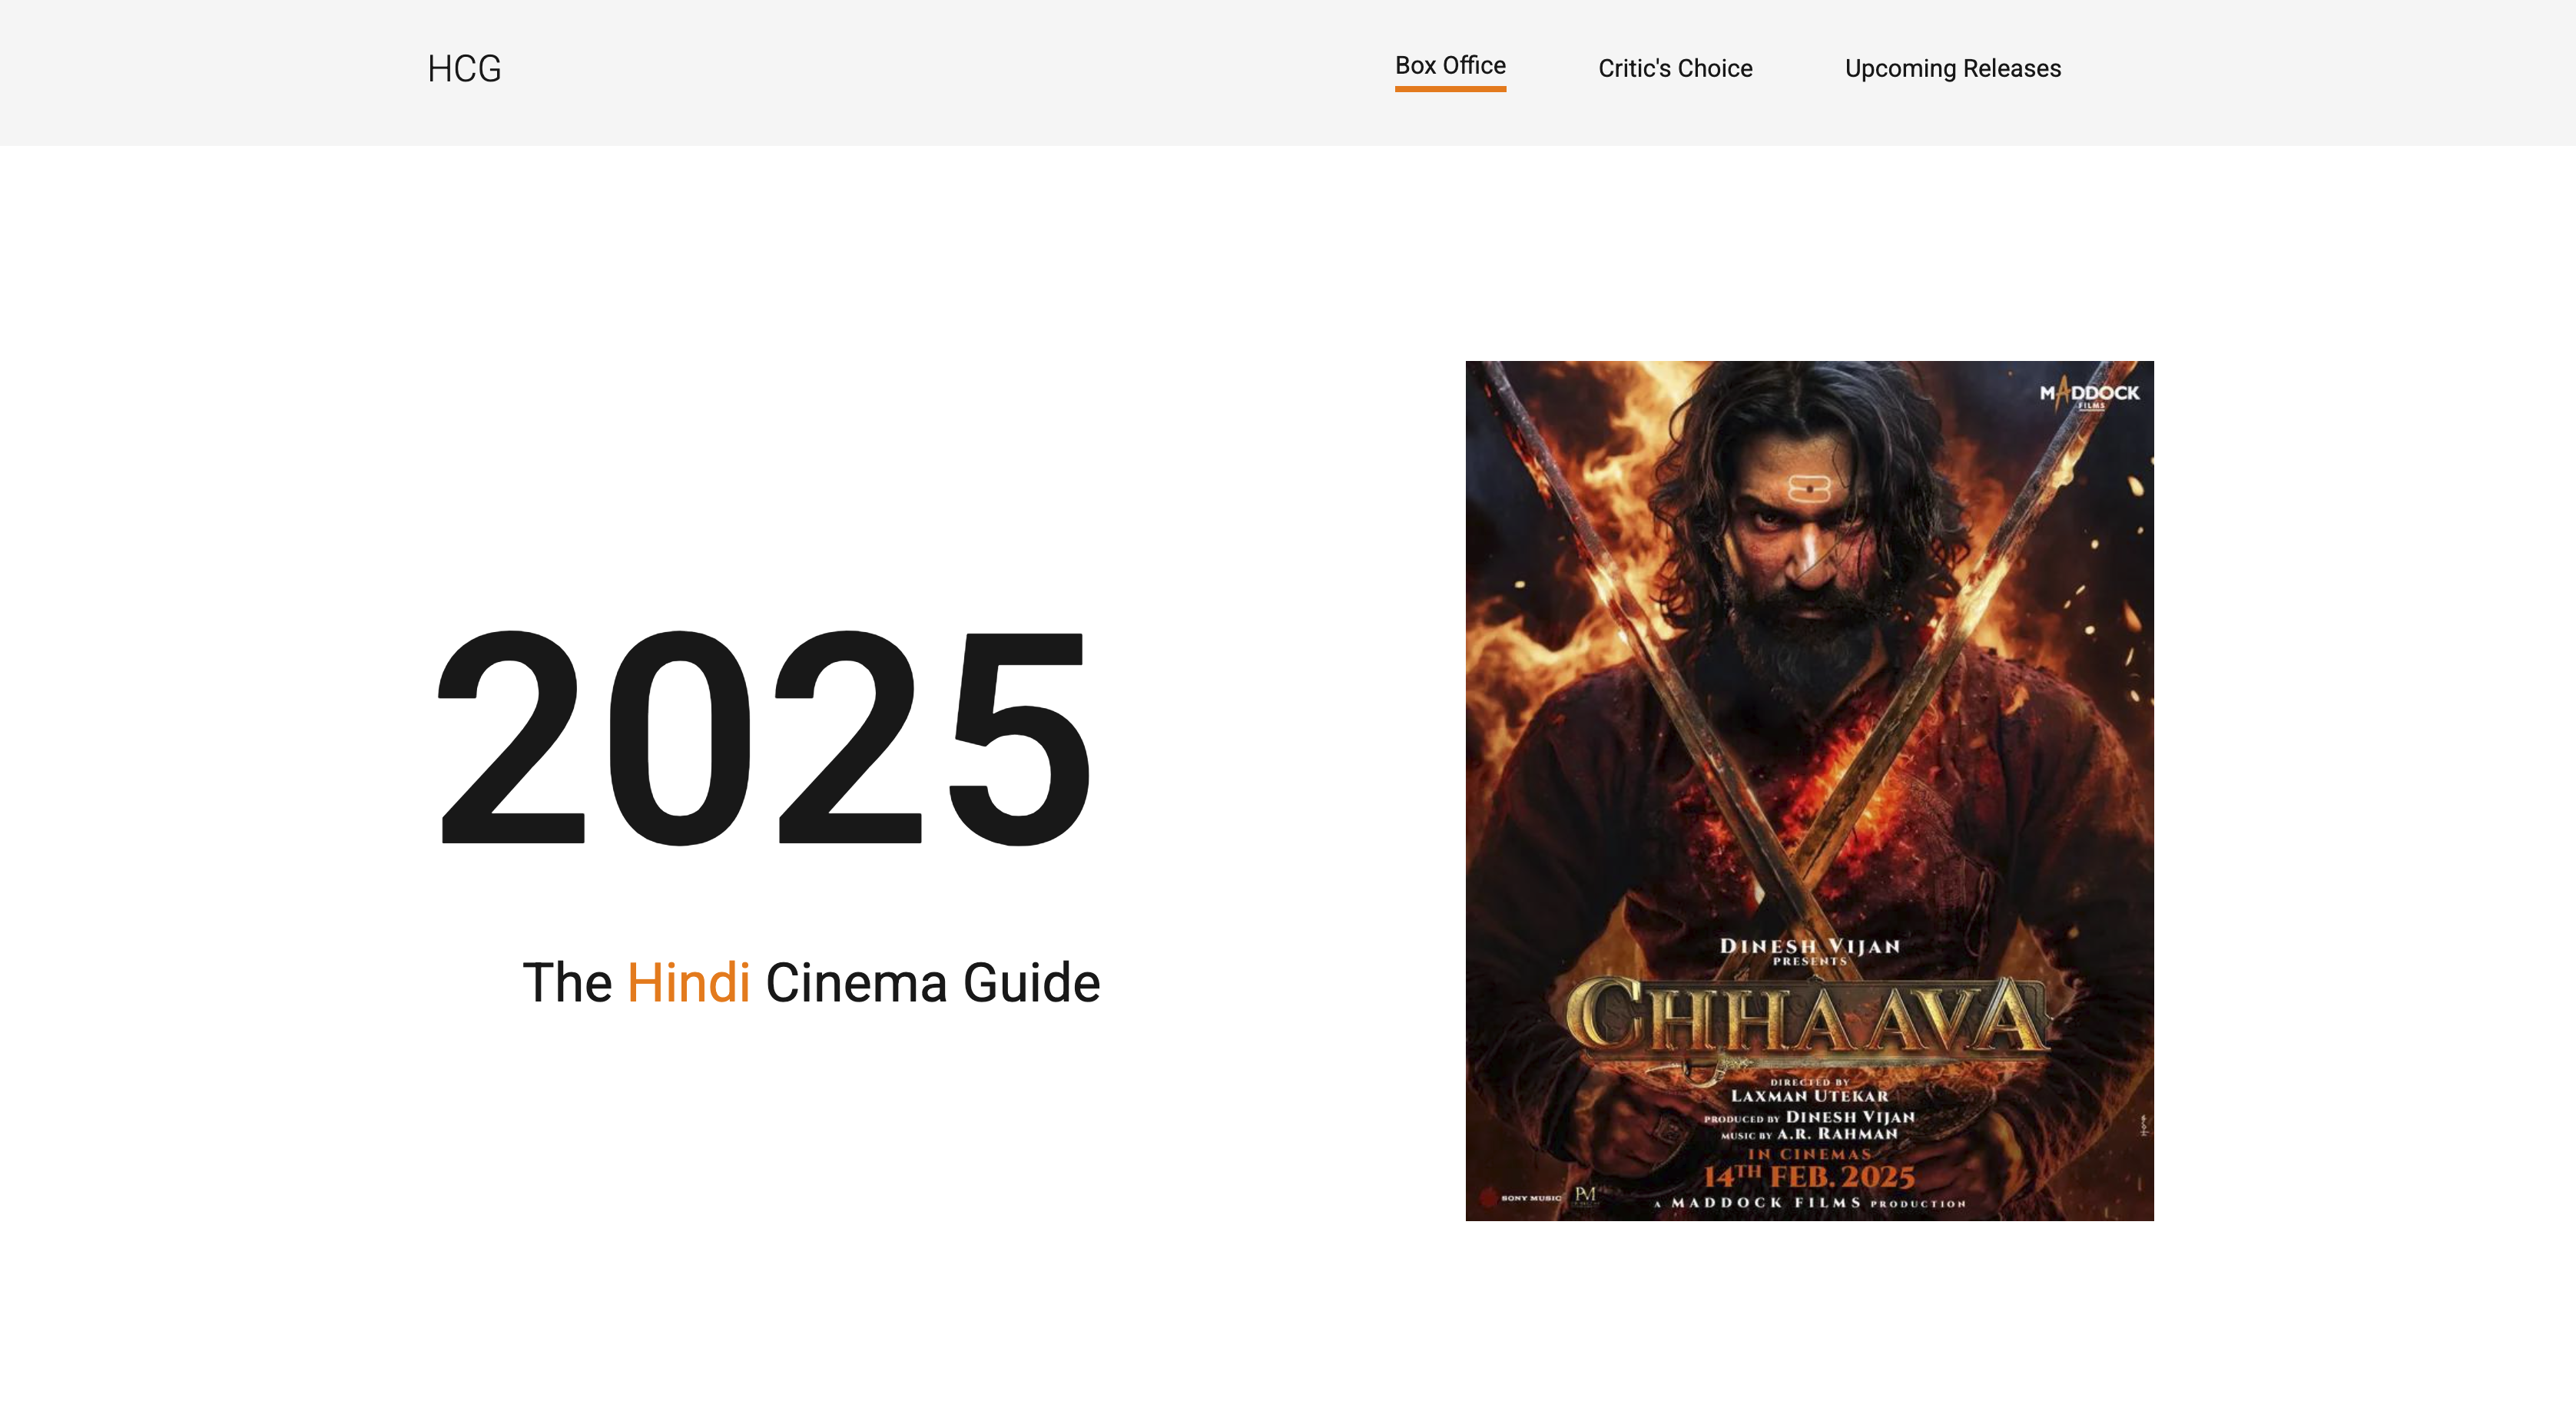 HCG
Box Office
Critic's Choice
Upcoming Releases
2025
The Hindi Cinema Guide
MADDOCK
FILMS
DINESH VIJAN
PRESENTS
CHHAAVA
DIRECTED BY
LAXMAN UTEKAR
PRODUCED BY DINESH VIJAN
MUSIC BY A.R. RAHMAN
IN CINEMAS
14TH FEB. 2025
SONY MUSIC
PM
A MADDOCK FILMS PRODUCTION